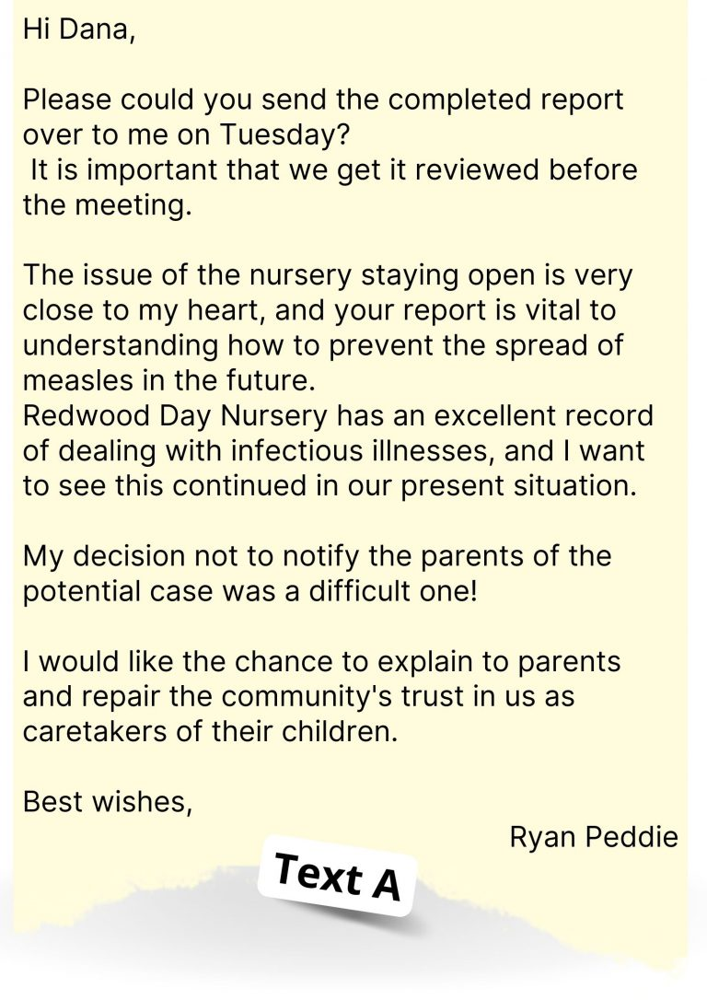 Hi Dana,
Please could you send the completed report
over to me on Tuesday?
It is important that we get it reviewed before
the meeting.
The issue of the nursery staying open is very
close to my heart, and your report is vital to
understanding how to prevent the spread of
measles in the future.
Redwood Day Nursery has an excellent record
of dealing with infectious illnesses, and I want
to see this continued in our present situation.
My decision not to notify the parents of the
potential case was a difficult one!
I would like the chance to explain to parents
and repair the community's trust in us as
caretakers of their children.
Best wishes,
Ryan Peddie
Text A